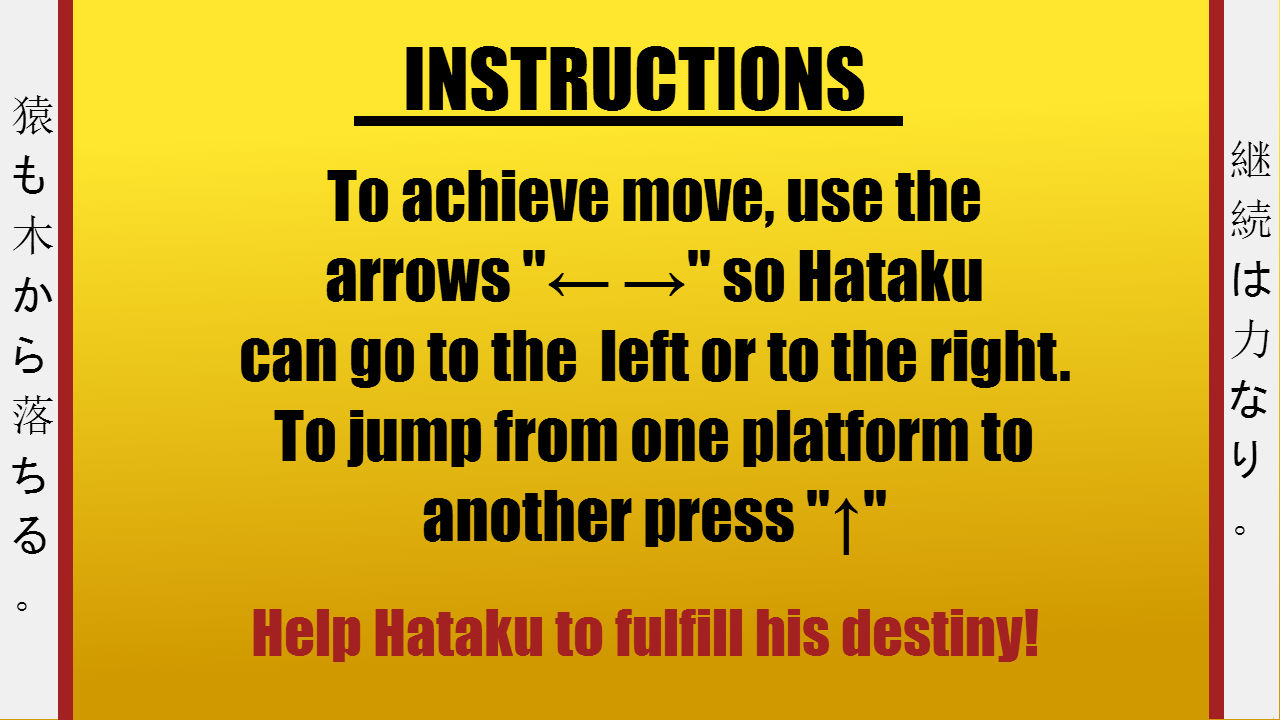 猿も木から落ちる。
INSTRUCTIONS
To achieve move, use the
arrows "← →" so Hataku
can go to the left or to the right.
To jump from one platform to
another press "↑"
Help Hataku to fulfill his destiny!
継続は力なり。